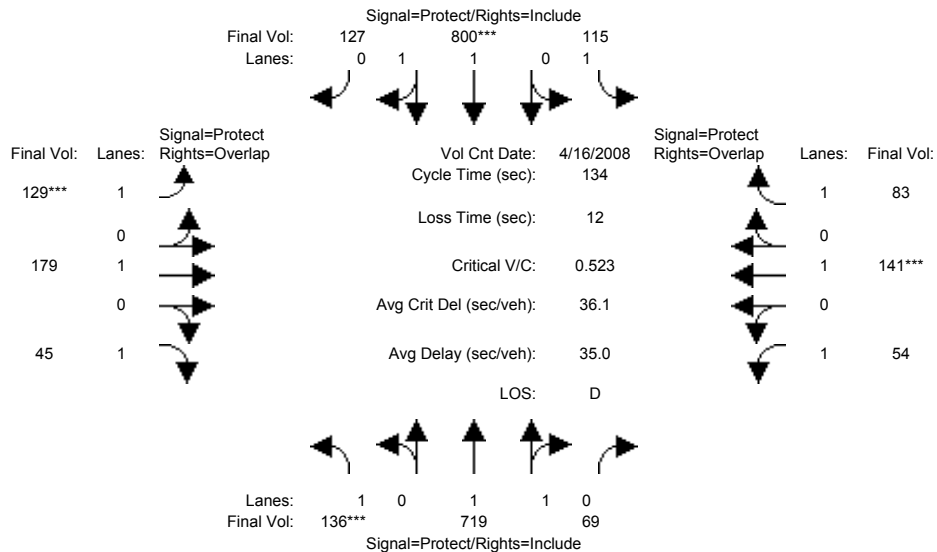 Signal=Protect/Rights=Include
Final Vol: 127 800*** 115
Lanes: 0 1 1 0 1
Signal=Protect Signal=Protect
Final Vol: Lanes: Rights=Overlap Vol Cnt Date: 4/16/2008 Rights=Overlap Lanes: Final Vol:
Cycle Time (sec): 134
129*** 1 1 83
Loss Time (sec): 12
0 0
179 1 Critical V/C: 0.523 1 141***
0 Avg Crit Del (sec/veh): 36.1 0
45 1 Avg Delay (sec/veh): 35.0 1 54
LOS: D
Lanes: 1 0 1 1 0
Final Vol: 136*** 719 69
Signal=Protect/Rights=Include